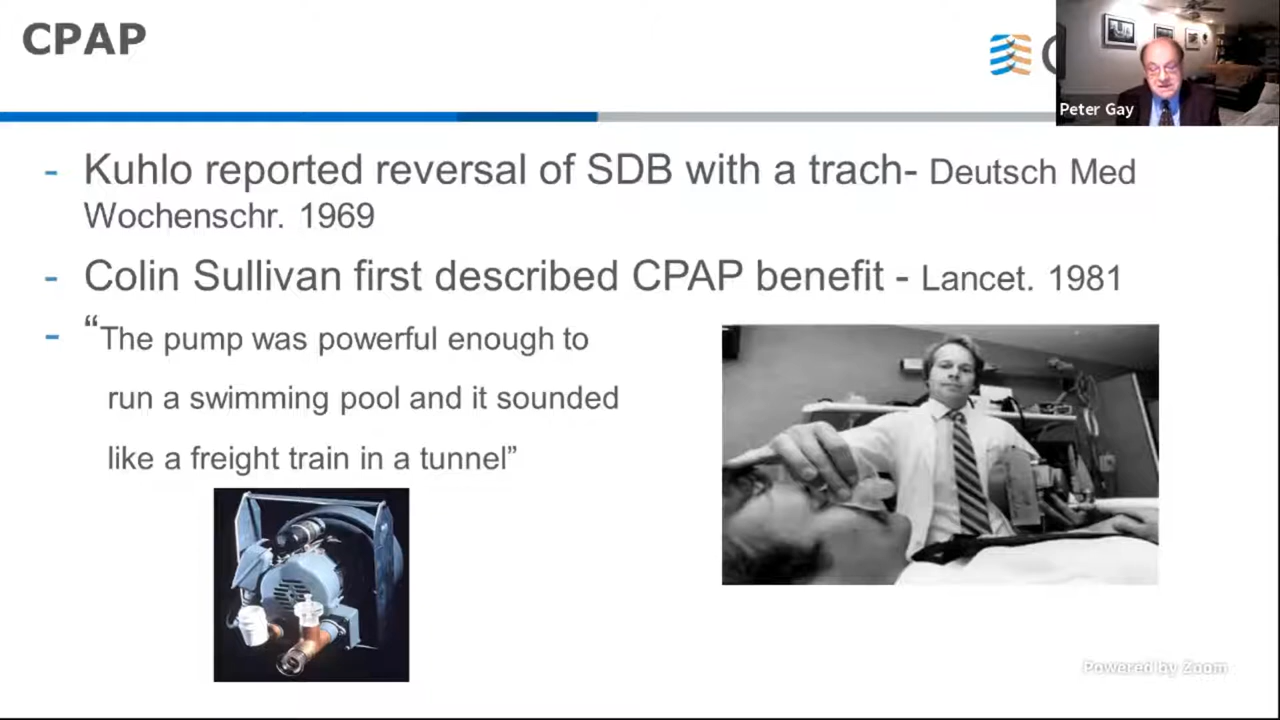 CPAP
Peter Gay
- Kuhlo reported reversal of SDB with a trach- Deutsch Med
Wochenschr. 1969
- Colin Sullivan first described CPAP benefit - Lancet. 1981
- “The pump was powerful enough to
run a swimming pool and it sounded
like a freight train in a tunnel”
Powered by Zoom